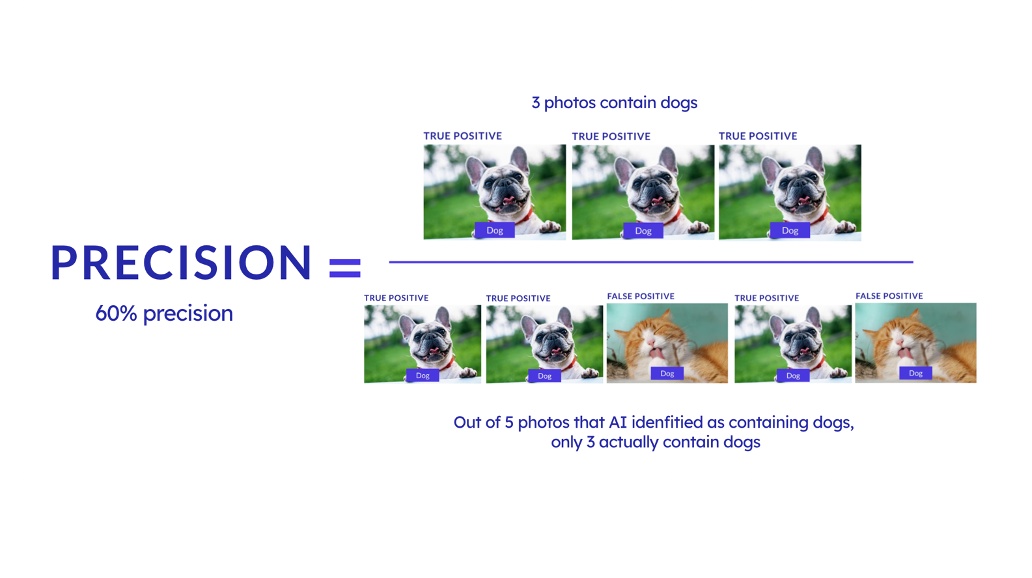 3 photos contain dogs
TRUE POSITIVE TRUE POSITIVE TRUE POSITIVE
Dog Dog Dog
PRECISION =
60% precision
TRUE POSITIVE TRUE POSITIVE FALSE POSITIVE TRUE POSITIVE FALSE POSITIVE
Dog Dog Dog Dog Dog
Out of 5 photos that AI idenfitied as containing dogs,
only 3 actually contain dogs